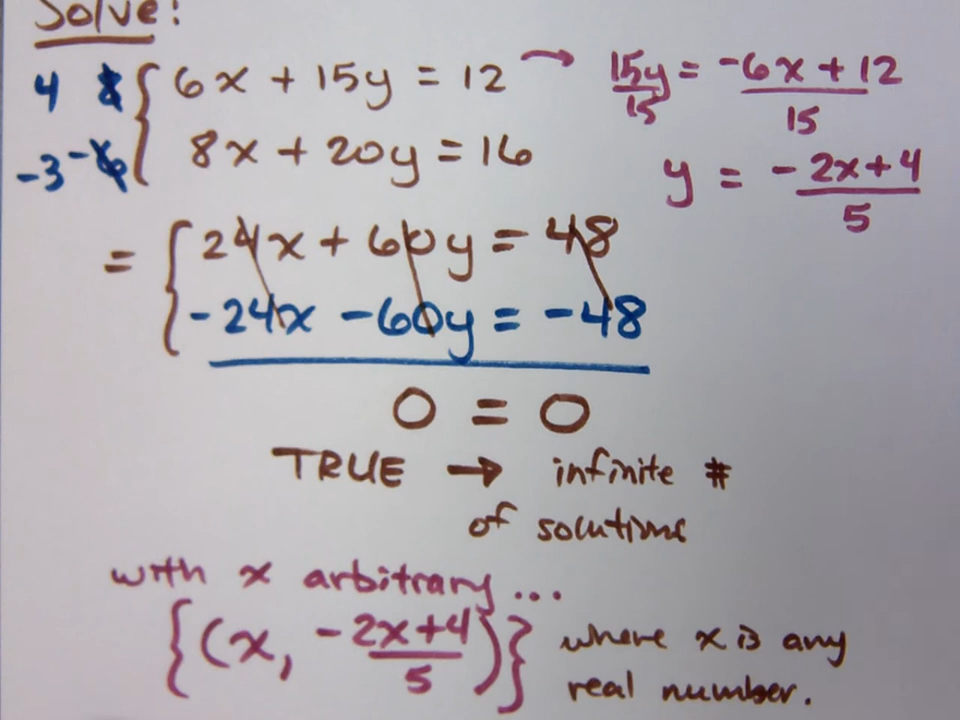 Solve:
4 8 { 6x + 15y = 12 → 15y/15 = -6x + 12/15
-3 -6 { 8x + 20y = 16 y = -2x+4/5
= { 24x + 60y = 48
-24x - 60y = -48
0 = 0
TRUE → infinite #
of solutions
with x arbitrary...
{(x, -2x+4/5)} where x is any
real number.